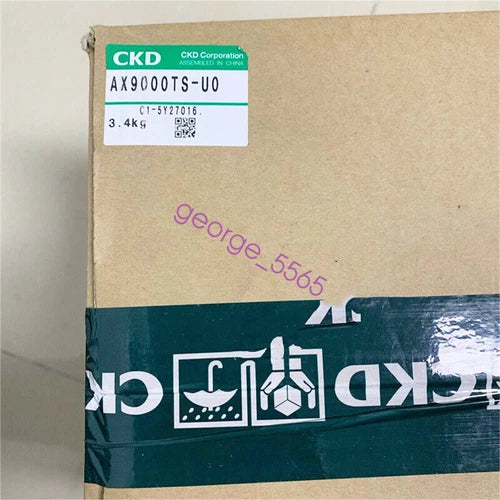 CKD
CKD Corporation
ASSEMBLED IN CHINA
AX9000TS-U0
C1-5Y27016.
3.4kg
george_5565
CKD
CKD